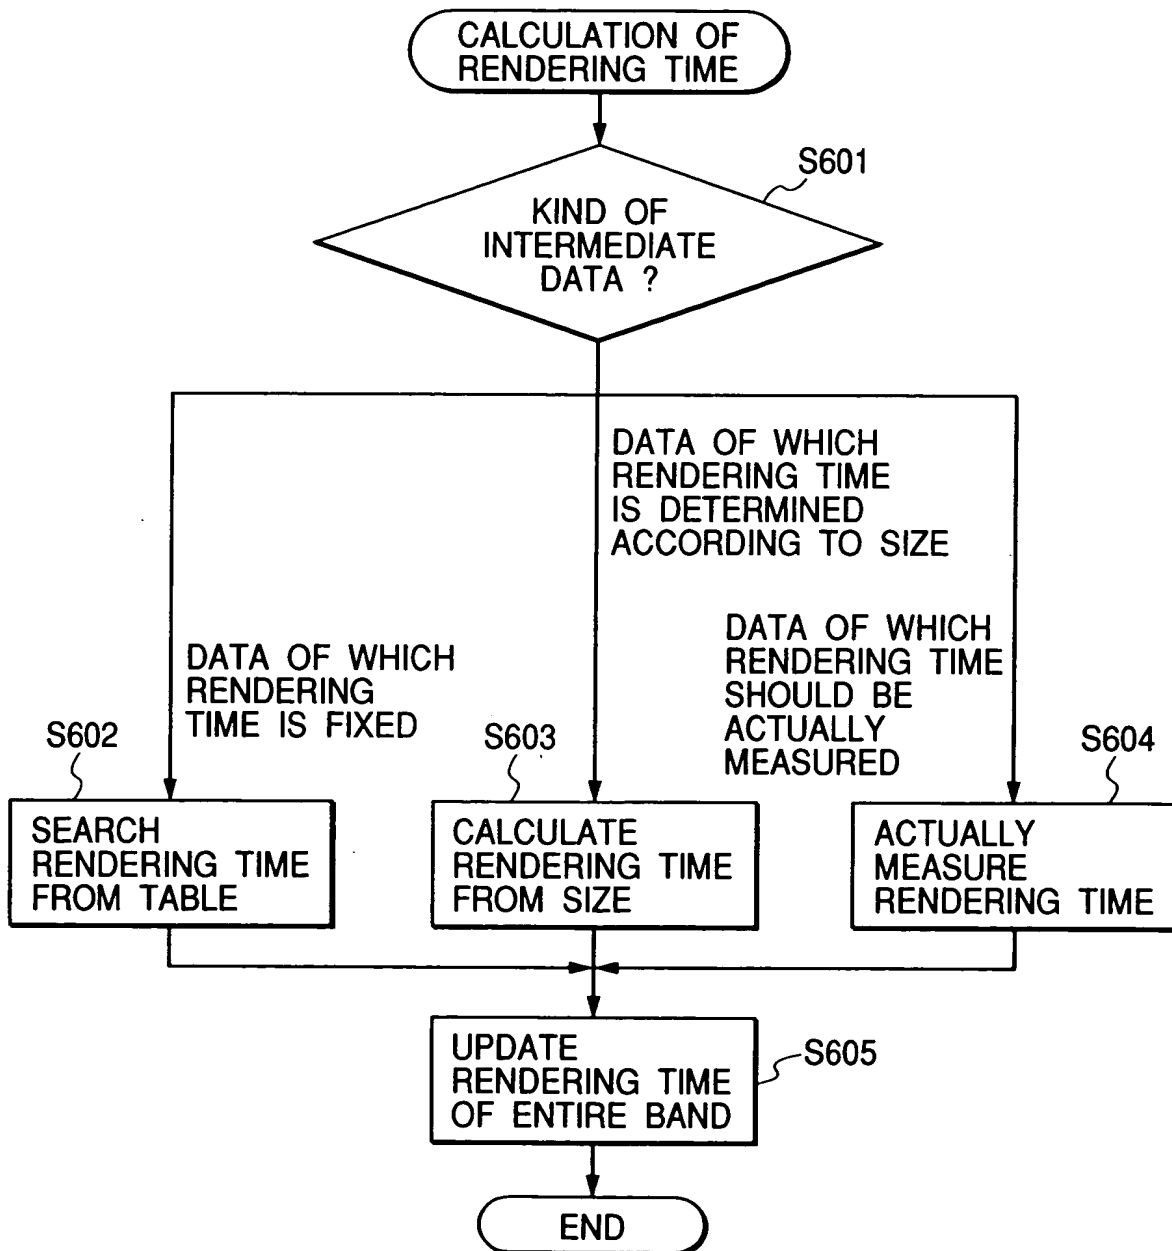 CALCULATION OF
RENDERING TIME
S601
KIND OF
INTERMEDIATE
DATA ?
DATA OF WHICH
RENDERING TIME
IS DETERMINED
ACCORDING TO SIZE
DATA OF WHICH
RENDERING
TIME IS FIXED
DATA OF WHICH
RENDERING TIME
SHOULD BE
ACTUALLY
MEASURED
S602
SEARCH
RENDERING TIME
FROM TABLE
S603
CALCULATE
RENDERING TIME
FROM SIZE
S604
ACTUALLY
MEASURE
RENDERING TIME
UPDATE
RENDERING TIME
OF ENTIRE BAND
S605
END